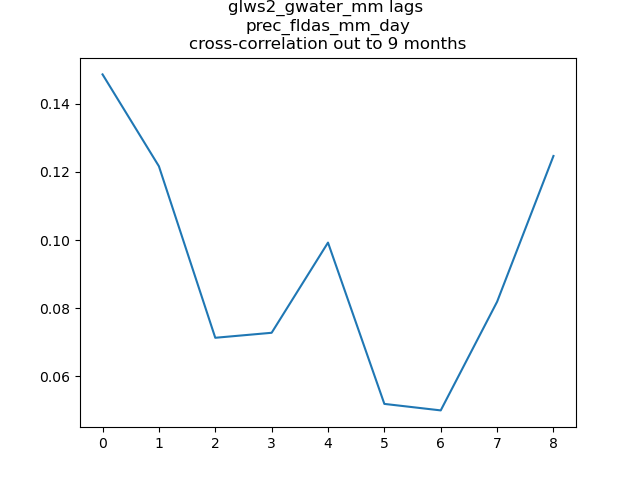 glws2_gwater_mm lags
prec_fldas_mm_day
cross-correlation out to 9 months
0.14
0.12
0.10
0.08
0.06
0 1 2 3 4 5 6 7 8